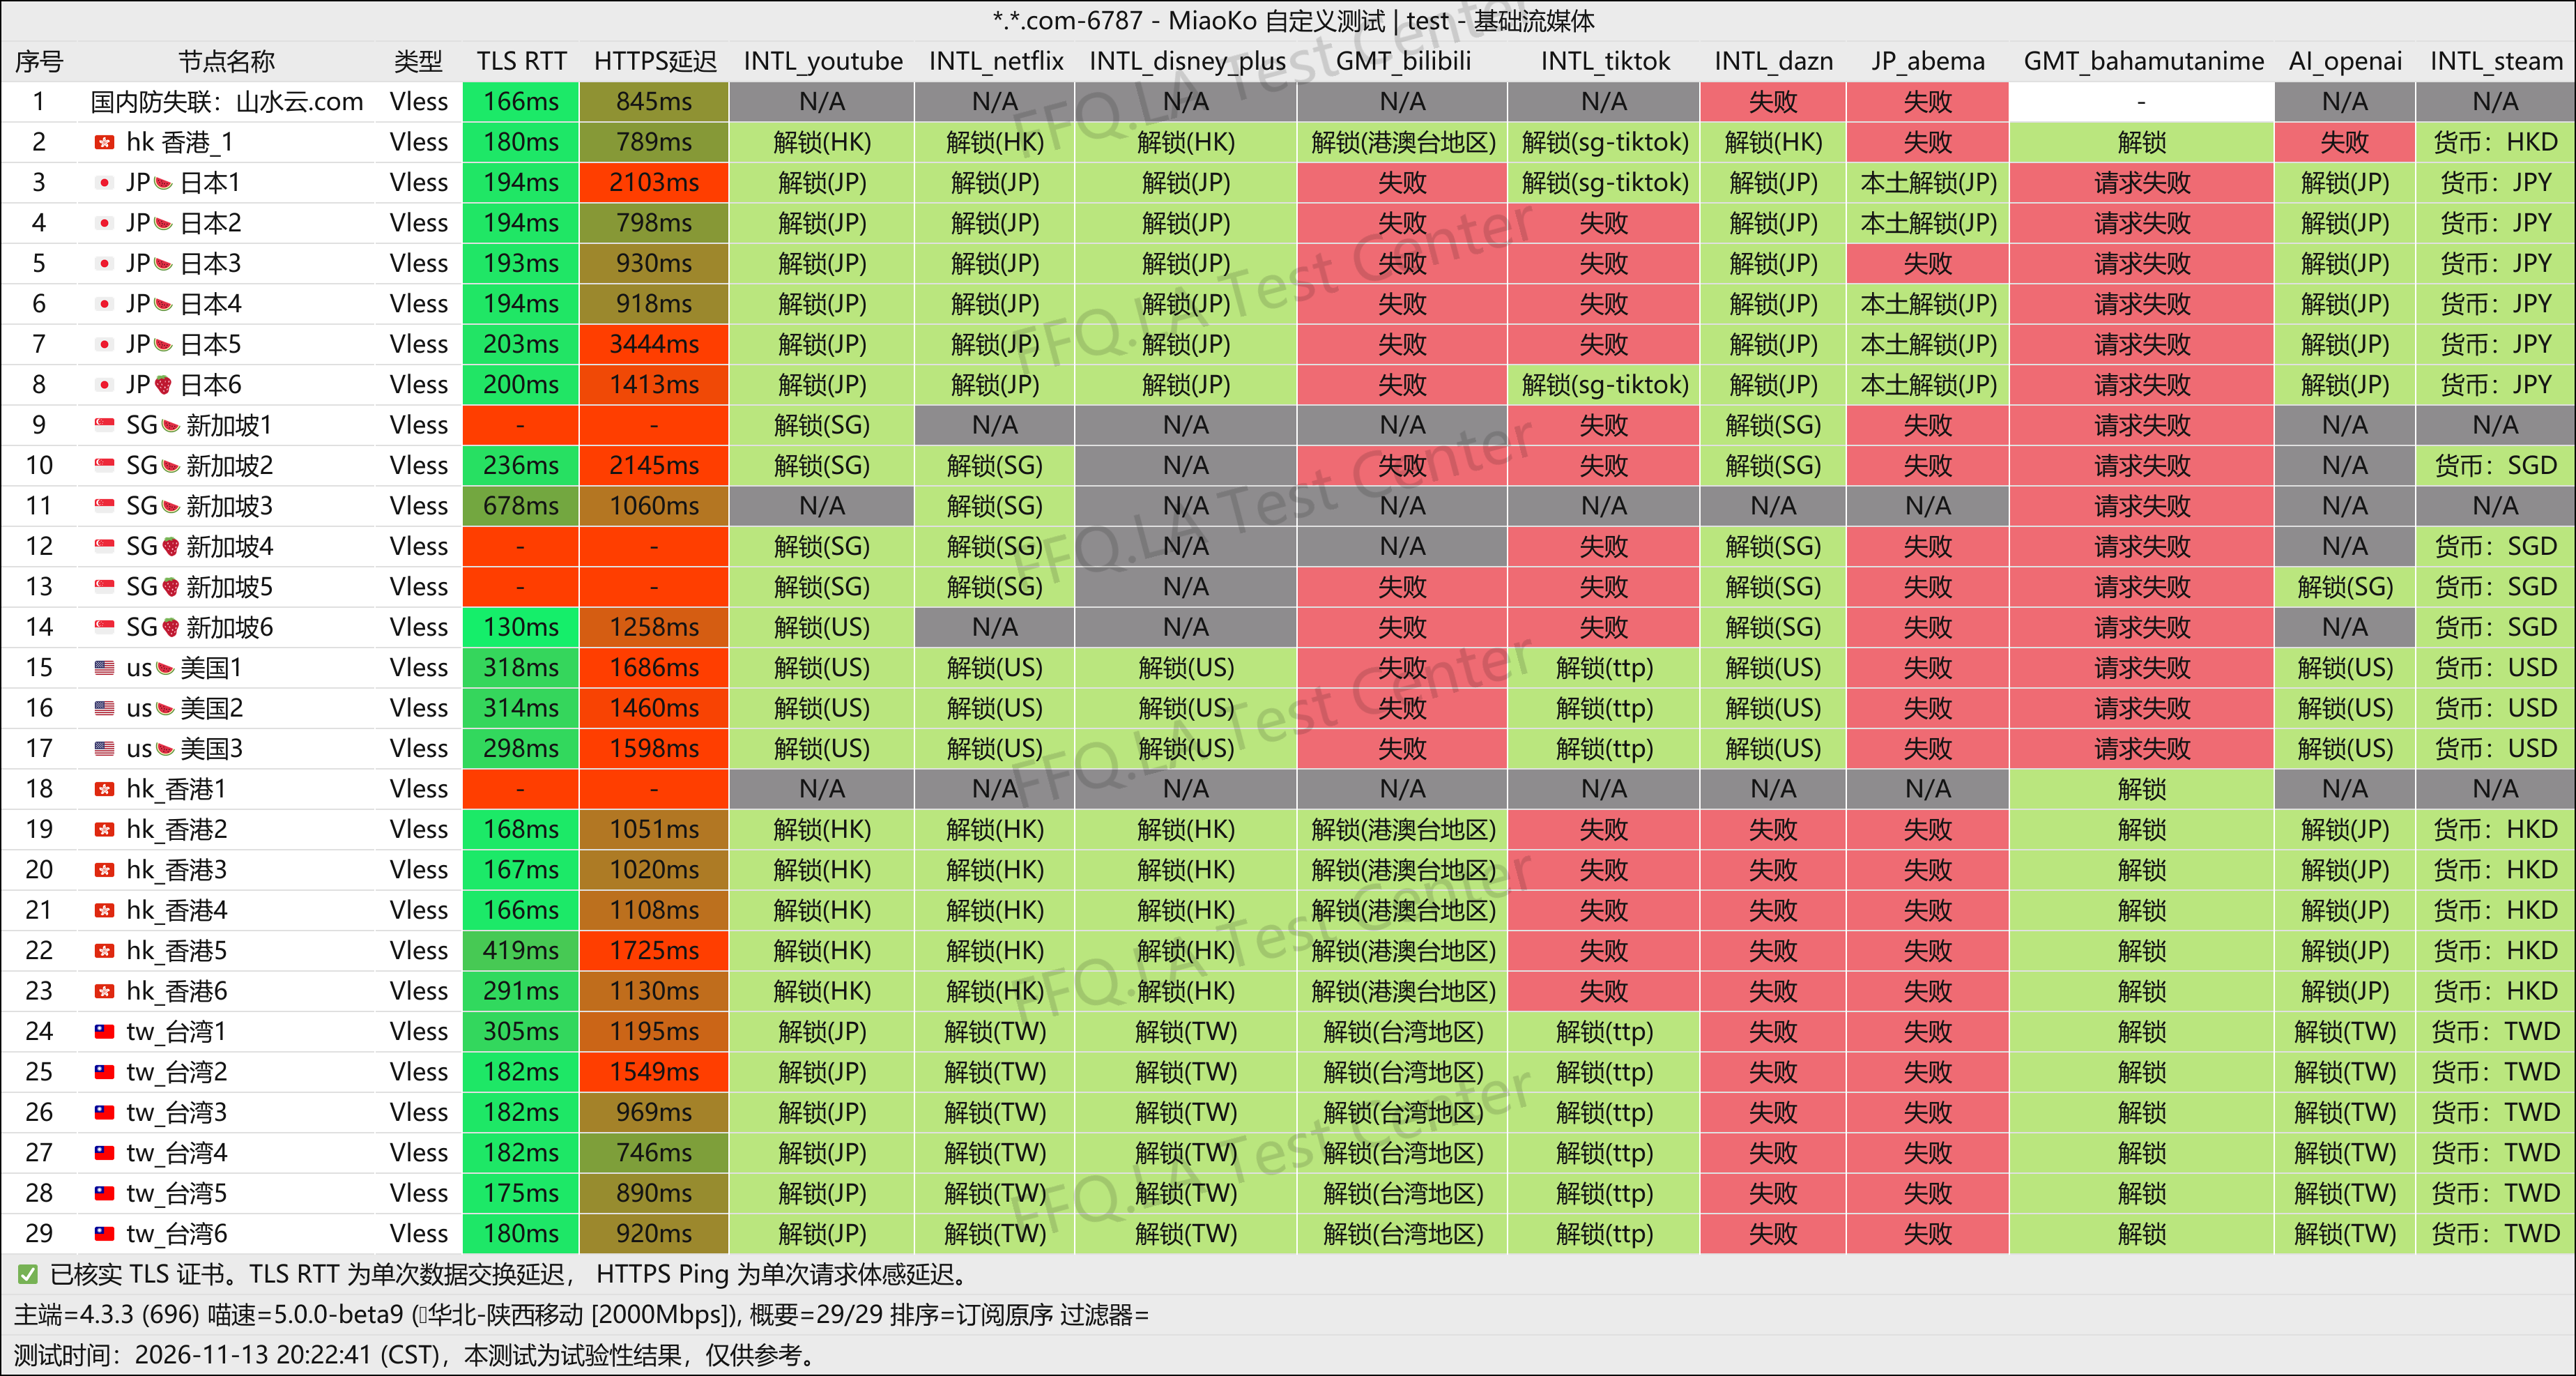 *.*.com-6787 - MiaoKo 自定义测试 | test - 基础流媒体
序号 节点名称 类型 TLS RTT HTTPS延迟 INTL_youtube INTL_netflix INTL_disney_plus GMT_bilibili INTL_tiktok INTL_dazn JP_abema GMT_bahamutanime AI_openai INTL_steam
1 国内防失联：山水云.com Vless 166ms 845ms N/A N/A N/A N/A N/A 失败 失败 - N/A N/A
2 🇭🇰 hk 香港_1 Vless 180ms 789ms 解锁(HK) 解锁(HK) 解锁(HK) 解锁(港澳台地区) 解锁(sg-tiktok) 解锁(HK) 失败 解锁 失败 货币：HKD
3 🇯🇵 JP🍉日本1 Vless 194ms 2103ms 解锁(JP) 解锁(JP) 解锁(JP) 失败 解锁(sg-tiktok) 解锁(JP) 本土解锁(JP) 请求失败 解锁(JP) 货币：JPY
4 🇯🇵 JP🍉日本2 Vless 194ms 798ms 解锁(JP) 解锁(JP) 解锁(JP) 失败 失败 解锁(JP) 本土解锁(JP) 请求失败 解锁(JP) 货币：JPY
5 🇯🇵 JP🍉日本3 Vless 193ms 930ms 解锁(JP) 解锁(JP) 解锁(JP) 失败 失败 解锁(JP) 失败 请求失败 解锁(JP) 货币：JPY
6 🇯🇵 JP🍉日本4 Vless 194ms 918ms 解锁(JP) 解锁(JP) 解锁(JP) 失败 失败 解锁(JP) 本土解锁(JP) 请求失败 解锁(JP) 货币：JPY
7 🇯🇵 JP🍉日本5 Vless 203ms 3444ms 解锁(JP) 解锁(JP) 解锁(JP) 失败 失败 解锁(JP) 本土解锁(JP) 请求失败 解锁(JP) 货币：JPY
8 🇯🇵 JP🍓日本6 Vless 200ms 1413ms 解锁(JP) 解锁(JP) 解锁(JP) 失败 解锁(sg-tiktok) 解锁(JP) 本土解锁(JP) 请求失败 解锁(JP) 货币：JPY
9 🇸🇬 SG🍉新加坡1 Vless - - 解锁(SG) N/A N/A N/A 失败 解锁(SG) 失败 请求失败 N/A N/A
10 🇸🇬 SG🍉新加坡2 Vless 236ms 2145ms 解锁(SG) 解锁(SG) N/A 失败 失败 解锁(SG) 失败 请求失败 N/A 货币：SGD
11 🇸🇬 SG🍉新加坡3 Vless 678ms 1060ms N/A 解锁(SG) N/A N/A N/A N/A N/A 请求失败 N/A N/A
12 🇸🇬 SG🍓新加坡4 Vless - - 解锁(SG) 解锁(SG) N/A N/A 失败 解锁(SG) 失败 请求失败 N/A 货币：SGD
13 🇸🇬 SG🍓新加坡5 Vless - - 解锁(SG) 解锁(SG) N/A 失败 失败 解锁(SG) 失败 请求失败 解锁(SG) 货币：SGD
14 🇸🇬 SG🍓新加坡6 Vless 130ms 1258ms 解锁(US) N/A N/A 失败 失败 解锁(SG) 失败 请求失败 N/A 货币：SGD
15 🇺🇸 us🍉美国1 Vless 318ms 1686ms 解锁(US) 解锁(US) 解锁(US) 失败 解锁(ttp) 解锁(US) 失败 请求失败 解锁(US) 货币：USD
16 🇺🇸 us🍉美国2 Vless 314ms 1460ms 解锁(US) 解锁(US) 解锁(US) 失败 解锁(ttp) 解锁(US) 失败 请求失败 解锁(US) 货币：USD
17 🇺🇸 us🍉美国3 Vless 298ms 1598ms 解锁(US) 解锁(US) 解锁(US) 失败 解锁(ttp) 解锁(US) 失败 请求失败 解锁(US) 货币：USD
18 🇭🇰 hk_香港1 Vless - - N/A N/A N/A N/A N/A N/A N/A 解锁 N/A N/A
19 🇭🇰 hk_香港2 Vless 168ms 1051ms 解锁(HK) 解锁(HK) 解锁(HK) 解锁(港澳台地区) 失败 失败 失败 解锁 解锁(JP) 货币：HKD
20 🇭🇰 hk_香港3 Vless 167ms 1020ms 解锁(HK) 解锁(HK) 解锁(HK) 解锁(港澳台地区) 失败 失败 失败 解锁 解锁(JP) 货币：HKD
21 🇭🇰 hk_香港4 Vless 166ms 1108ms 解锁(HK) 解锁(HK) 解锁(HK) 解锁(港澳台地区) 失败 失败 失败 解锁 解锁(JP) 货币：HKD
22 🇭🇰 hk_香港5 Vless 419ms 1725ms 解锁(HK) 解锁(HK) 解锁(HK) 解锁(港澳台地区) 失败 失败 失败 解锁 解锁(JP) 货币：HKD
23 🇭🇰 hk_香港6 Vless 291ms 1130ms 解锁(HK) 解锁(HK) 解锁(HK) 解锁(港澳台地区) 失败 失败 失败 解锁 解锁(JP) 货币：HKD
24 🇹🇼 tw_台湾1 Vless 305ms 1195ms 解锁(JP) 解锁(TW) 解锁(TW) 解锁(台湾地区) 解锁(ttp) 失败 失败 解锁 解锁(TW) 货币：TWD
25 🇹🇼 tw_台湾2 Vless 182ms 1549ms 解锁(JP) 解锁(TW) 解锁(TW) 解锁(台湾地区) 解锁(ttp) 失败 失败 解锁 解锁(TW) 货币：TWD
26 🇹🇼 tw_台湾3 Vless 182ms 969ms 解锁(JP) 解锁(TW) 解锁(TW) 解锁(台湾地区) 解锁(ttp) 失败 失败 解锁 解锁(TW) 货币：TWD
27 🇹🇼 tw_台湾4 Vless 182ms 746ms 解锁(JP) 解锁(TW) 解锁(TW) 解锁(台湾地区) 解锁(ttp) 失败 失败 解锁 解锁(TW) 货币：TWD
28 🇹🇼 tw_台湾5 Vless 175ms 890ms 解锁(JP) 解锁(TW) 解锁(TW) 解锁(台湾地区) 解锁(ttp) 失败 失败 解锁 解锁(TW) 货币：TWD
29 🇹🇼 tw_台湾6 Vless 180ms 920ms 解锁(JP) 解锁(TW) 解锁(TW) 解锁(台湾地区) 解锁(ttp) 失败 失败 解锁 解锁(TW) 货币：TWD
✅ 已核实 TLS 证书。TLS RTT 为单次数据交换延迟， HTTPS Ping 为单次请求体感延迟。
主端=4.3.3 (696) 喵速=5.0.0-beta9 (▯华北-陕西移动 [2000Mbps]), 概要=29/29 排序=订阅原序 过滤器=
测试时间：2026-11-13 20:22:41 (CST)，本测试为试验性结果，仅供参考。
FFQ.LA Test Center
FFQ.LA Test Center
FFQ.LA Test Center
FFQ.LA Test Center
FFQ.LA Test Center
FFQ.LA Test Center